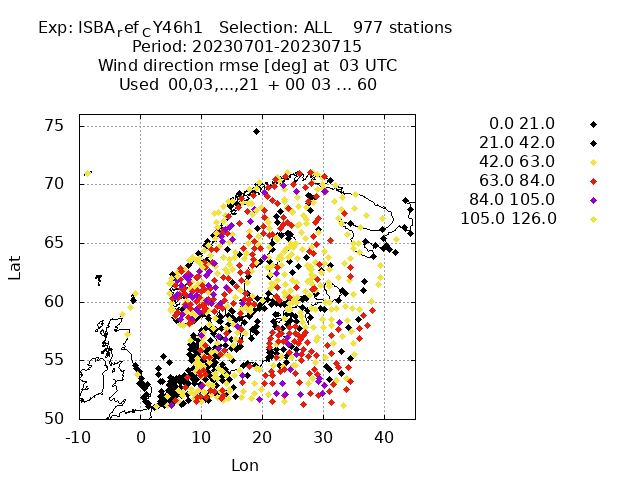 Exp: ISBA_ref_CY46h1 Selection: ALL 977 stations
Period: 20230701-20230715
Wind direction rmse [deg] at 03 UTC
Used 00,03,...,21 + 00 03 ... 60
0.0 21.0
21.0 42.0
42.0 63.0
63.0 84.0
84.0 105.0
105.0 126.0
75
70
65
60
55
50
Lat
-10 0 10 20 30 40
Lon